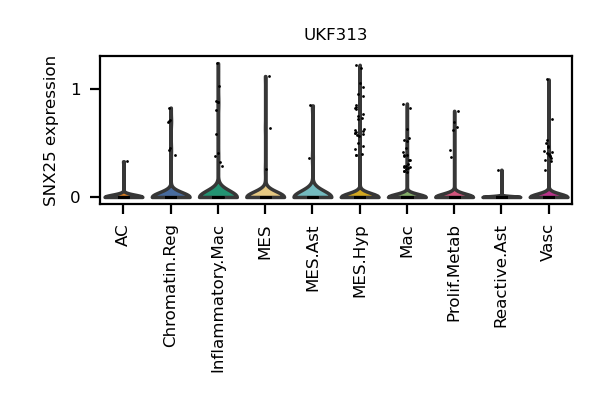 UKF313
SNX25 expression
1
0
AC
Chromatin.Reg
Inflammatory.Mac
MES
MES.Ast
MES.Hyp
Mac
Prolif.Metab
Reactive.Ast
Vasc